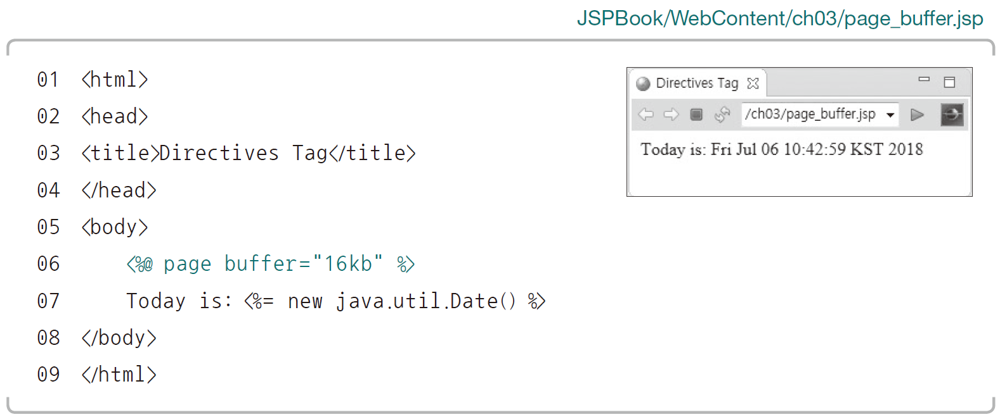 JSPBook/WebContent/ch03/page_buffer.jsp
01 <html>
02 <head>
03 <title>Directives Tag</title>
04 </head>
05 <body>
06 <%@ page buffer="16kb" %>
07 Today is: <%= new java.util.Date() %>
08 </body>
09 </html>
Directives Tag
/ch03/page_buffer.jsp
Today is: Fri Jul 06 10:42:59 KST 2018